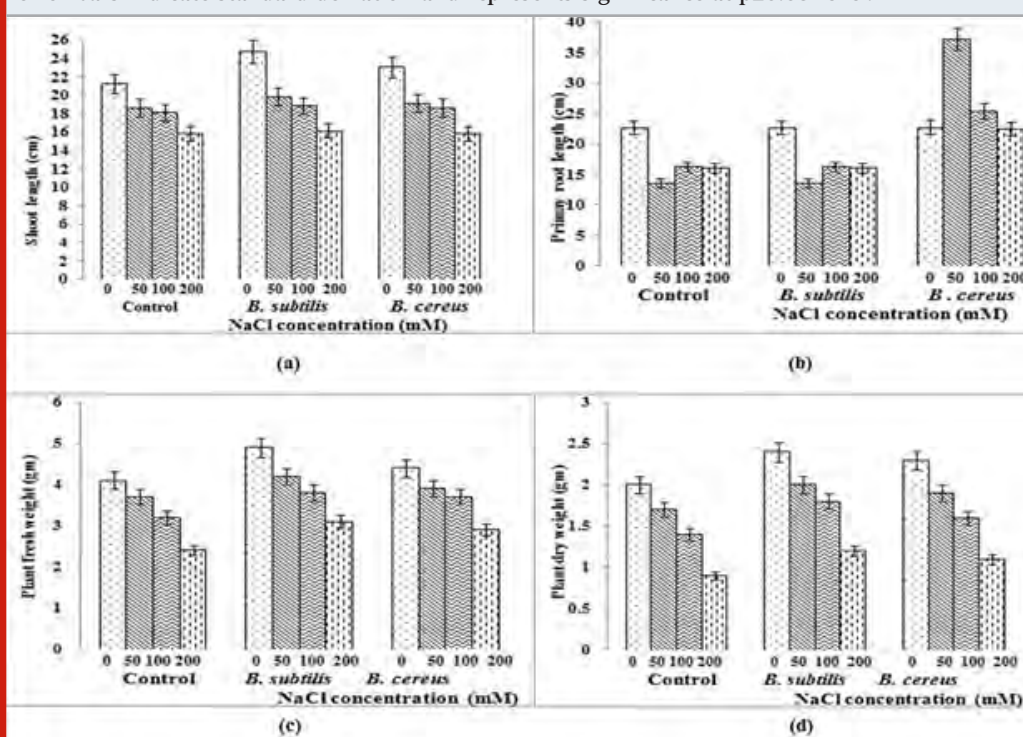 26
24
22
20
18
16
14
12
10
8
6
4
2
0
Shoot length (cm)
0 50 100 200 0 50 100 200 0 50 100 200
Control B. subtilis B. cereus
NaCl concentration (mM)
(a)
40
35
30
25
20
15
10
5
0
Primary root length (cm)
0 50 100 200 0 50 100 200 0 50 100 200
Control B. subtilis B. cereus
NaCl concentration (mM)
(b)
6
5
4
3
2
1
0
Plant fresh weight (gm)
0 50 100 200 0 50 100 200 0 50 100 200
Control B. subtilis B. cereus
NaCl concentration (mM)
(c)
3
2.5
2
1.5
1
0.5
0
Plant dry weight (gm)
0 50 100 200 0 50 100 200 0 50 100 200
Control B. subtilis B. cereus
NaCl concentration (mM)
(d)